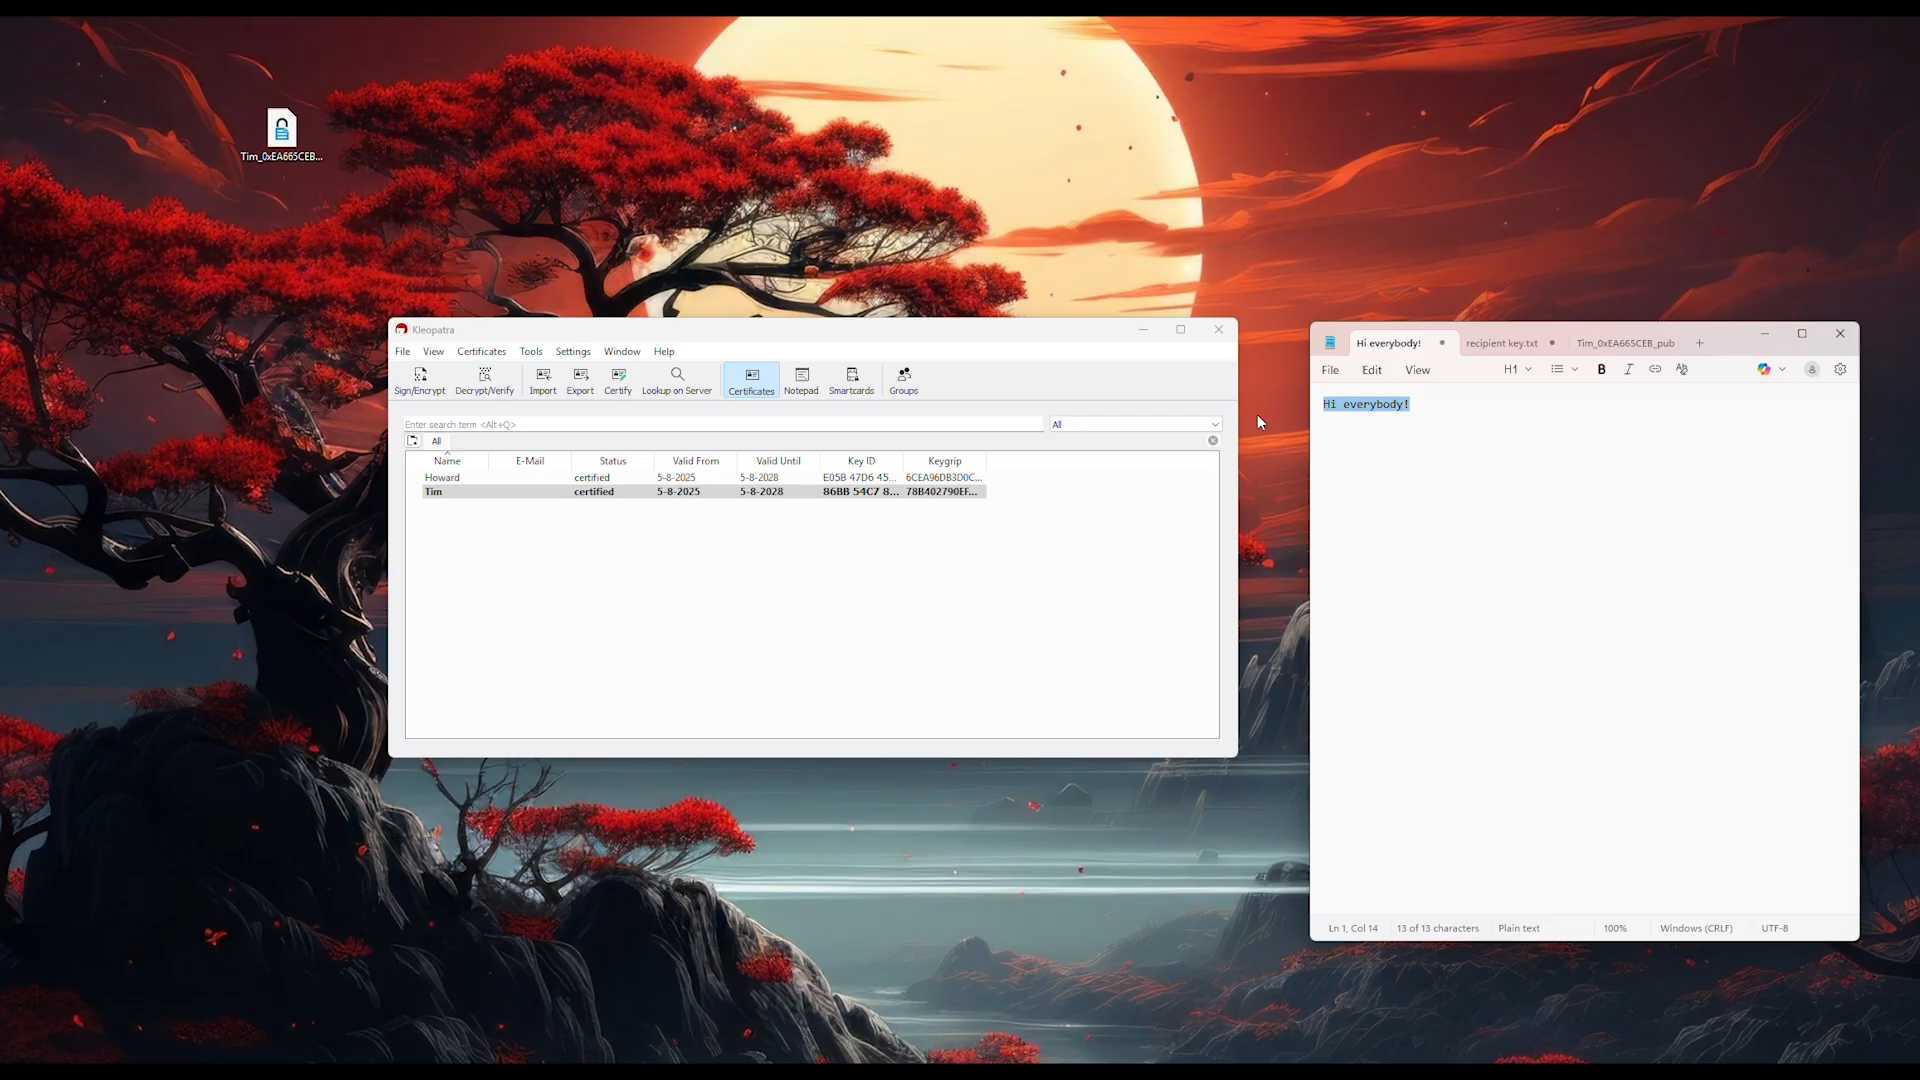 Tim_0xEA665CEB...
Kleopatra
File View Certificates Tools Settings Window Help
Sign/Encrypt Decrypt/Verify Import Export Certify Lookup on Server Certificates Notepad Smartcards Groups
Enter search term <Alt+Q> All
All
Name E-Mail Status Valid From Valid Until Key ID Keygrip
Howard certified 5-8-2025 5-8-2028 E05B 47D6 45... 6CEA96DB3D0C...
Tim certified 5-8-2025 5-8-2028 86BB 54C7 8... 78B402790EF...
Hi everybody! recipient key.txt Tim_0xEA665CEB_pub
File Edit View H1 B I
Hi everybody!
Ln 1, Col 14 13 of 13 characters Plain text 100% Windows (CRLF) UTF-8